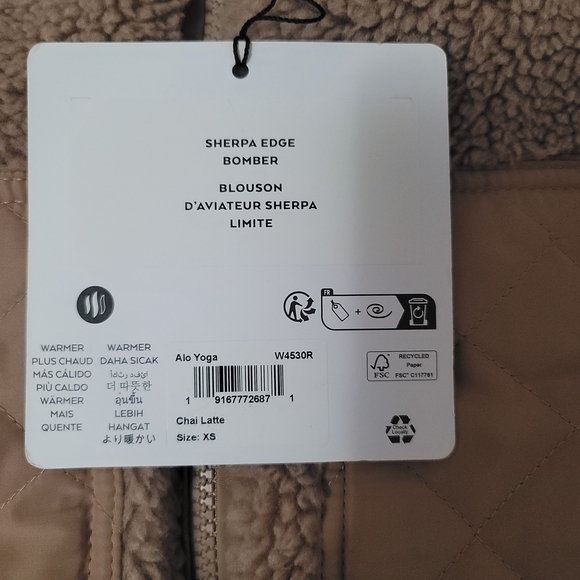 SHERPA EDGE
BOMBER
BLOUSON
D'AVIATEUR SHERPA
LIMITE
FR
+
WARMER
PLUS CHAUD
MÁS CÁLIDO
PIÙ CALDO
WÄRMER
MAIS
QUENTE
WARMER
DAHA SICAK
더 따뜻한
อุ่นขึ้น
LEBIH
HANGAT
より暖かい
Alo Yoga W4530R
1 9167772687 1
Chai Latte
Size: XS
FSC
RECYCLED
Paper
FSC® C117781
Check
Locally